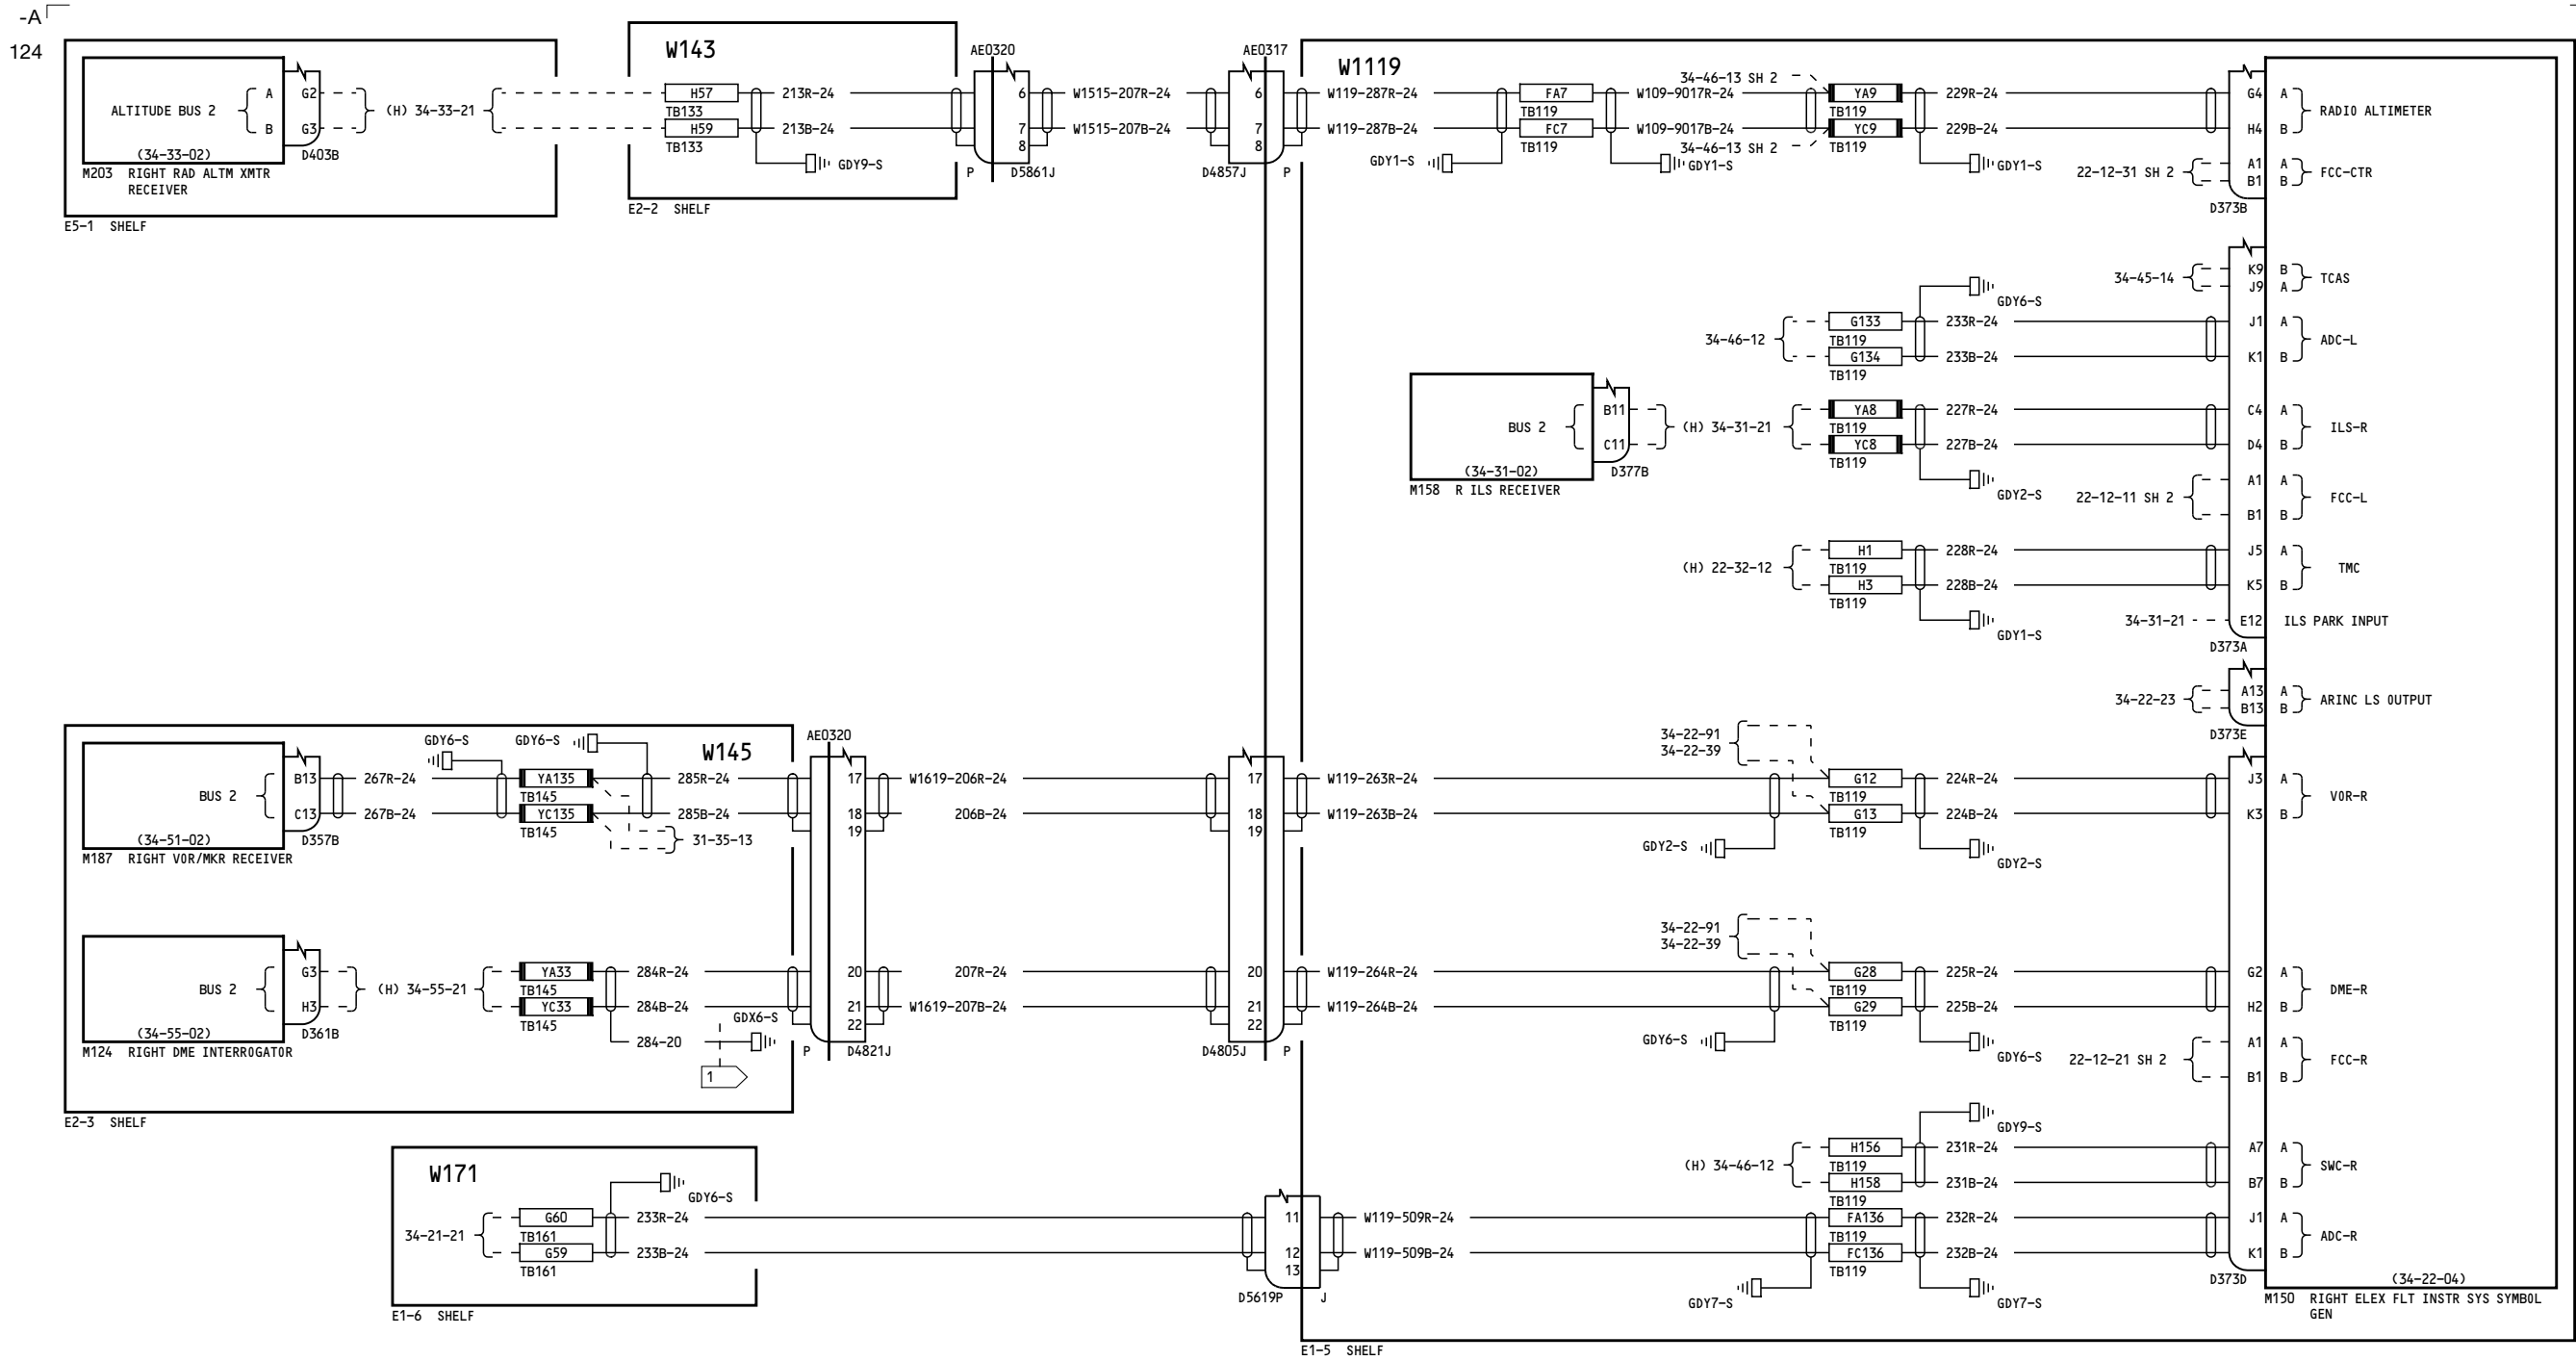 -A
124
W143
AE0320
AE0317
W1119
ALTITUDE BUS 2
A
G2
B
G3
(H) 34-33-21
(34-33-02)
D403B
M203 RIGHT RAD ALTM XMTR
RECEIVER
E5-1 SHELF
H57
TB133
H59
TB133
213R-24
213B-24
GDY9-S
E2-2 SHELF
6
7
8
P
D5861J
W1515-207R-24
W1515-207B-24
6
7
8
D4857J
P
W119-287R-24
W119-287B-24
GDY1-S
FA7
TB119
FC7
TB119
W109-9017R-24
W109-9017B-24
GDY1-S
34-46-13 SH 2
34-46-13 SH 2
YA9
TB119
YC9
TB119
229R-24
229B-24
GDY1-S
G4 A
H4 B
RADIO ALTIMETER
22-12-31 SH 2
A1 A
B1 B
FCC-CTR
D373B
34-45-14
K9 B
J9 A
TCAS
GDY6-S
34-46-12
G133
TB119
G134
TB119
233R-24
233B-24
J1 A
K1 B
ADC-L
BUS 2
B11
C11
(34-31-02)
D377B
M158 R ILS RECEIVER
(H) 34-31-21
YA8
TB119
YC8
TB119
227R-24
227B-24
GDY2-S
C4 A
D4 B
ILS-R
22-12-11 SH 2
A1 A
B1 B
FCC-L
(H) 22-32-12
H1
TB119
H3
TB119
228R-24
228B-24
GDY1-S
J5 A
K5 B
TMC
34-31-21
E12 ILS PARK INPUT
D373A
34-22-23
A13 A
B13 B
ARINC LS OUTPUT
D373E
W145
AE0320
BUS 2
B13
C13
(34-51-02)
D357B
M187 RIGHT VOR/MKR RECEIVER
267R-24
267B-24
GDY6-S
GDY6-S
YA135
TB145
YC135
TB145
285R-24
285B-24
31-35-13
17
18
19
W1619-206R-24
206B-24
17
18
19
W119-263R-24
W119-263B-24
34-22-91
34-22-39
GDY2-S
G12
TB119
G13
TB119
224R-24
224B-24
GDY2-S
J3 A
K3 B
VOR-R
BUS 2
G3
H3
(34-55-02)
D361B
M124 RIGHT DME INTERROGATOR
(H) 34-55-21
YA33
TB145
YC33
TB145
284R-24
284B-24
284-20
GDX6-S
1
E2-3 SHELF
20
21
22
P
D4821J
207R-24
W1619-207B-24
20
21
22
D4805J
P
W119-264R-24
W119-264B-24
34-22-91
34-22-39
GDY6-S
G28
TB119
G29
TB119
225R-24
225B-24
GDY6-S
G2 A
H2 B
DME-R
22-12-21 SH 2
A1 A
B1 B
FCC-R
GDY9-S
(H) 34-46-12
H156
TB119
H158
TB119
231R-24
231B-24
A7 A
B7 B
SWC-R
W171
34-21-21
G60
TB161
G59
TB161
GDY6-S
233R-24
233B-24
E1-6 SHELF
11
12
13
D5619P
J
W119-509R-24
W119-509B-24
GDY7-S
FA136
TB119
FC136
TB119
232R-24
232B-24
GDY7-S
J1 A
K1 B
ADC-R
D373D
(34-22-04)
M150 RIGHT ELEX FLT INSTR SYS SYMBOL
GEN
E1-5 SHELF